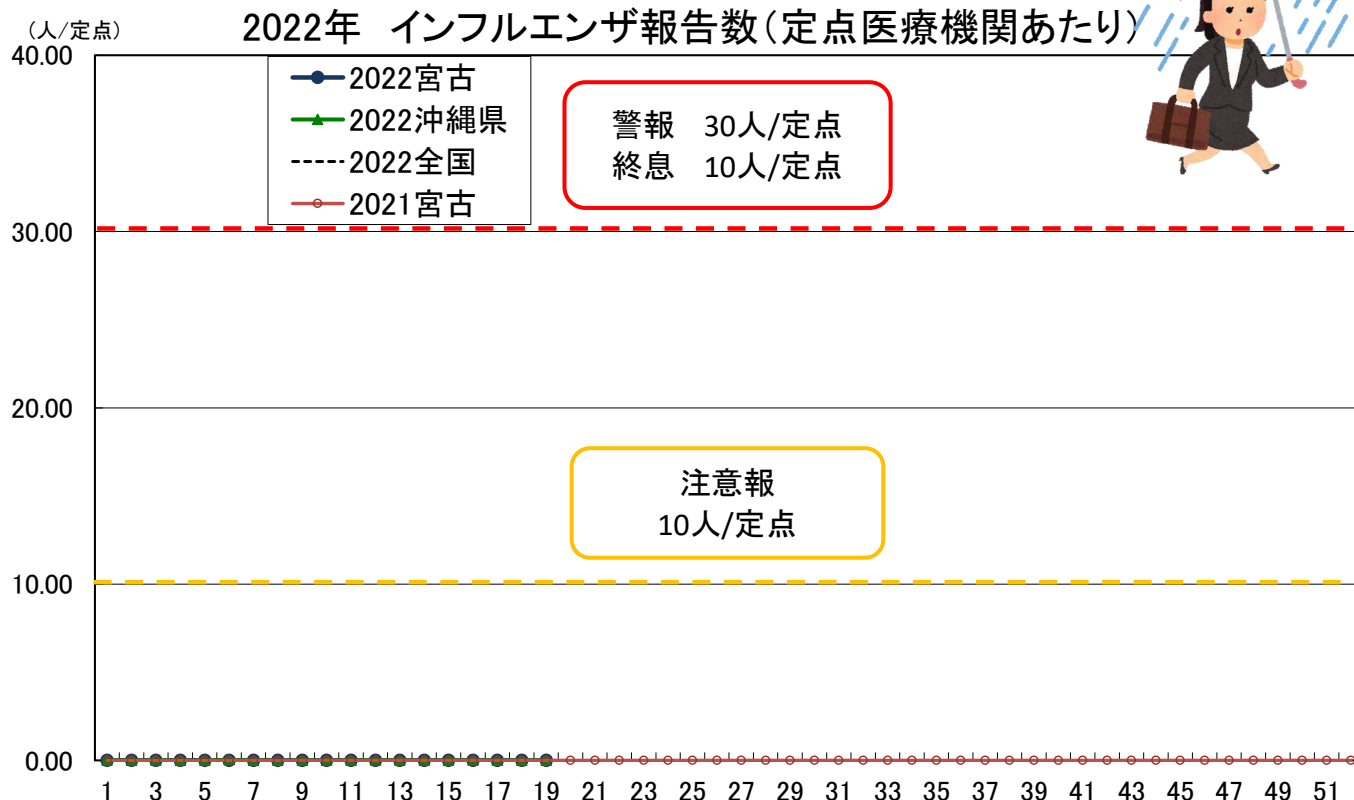 2022年　インフルエンザ報告数（定点医療機関あたり）
（人/定点）
40.00
30.00
20.00
10.00
0.00
2022宮古
2022沖縄県
2022全国
2021宮古
警報　30人/定点
終息　10人/定点
注意報
10人/定点
1 3 5 7 9 11 13 15 17 19 21 23 25 27 29 31 33 35 37 39 41 43 45 47 49 51